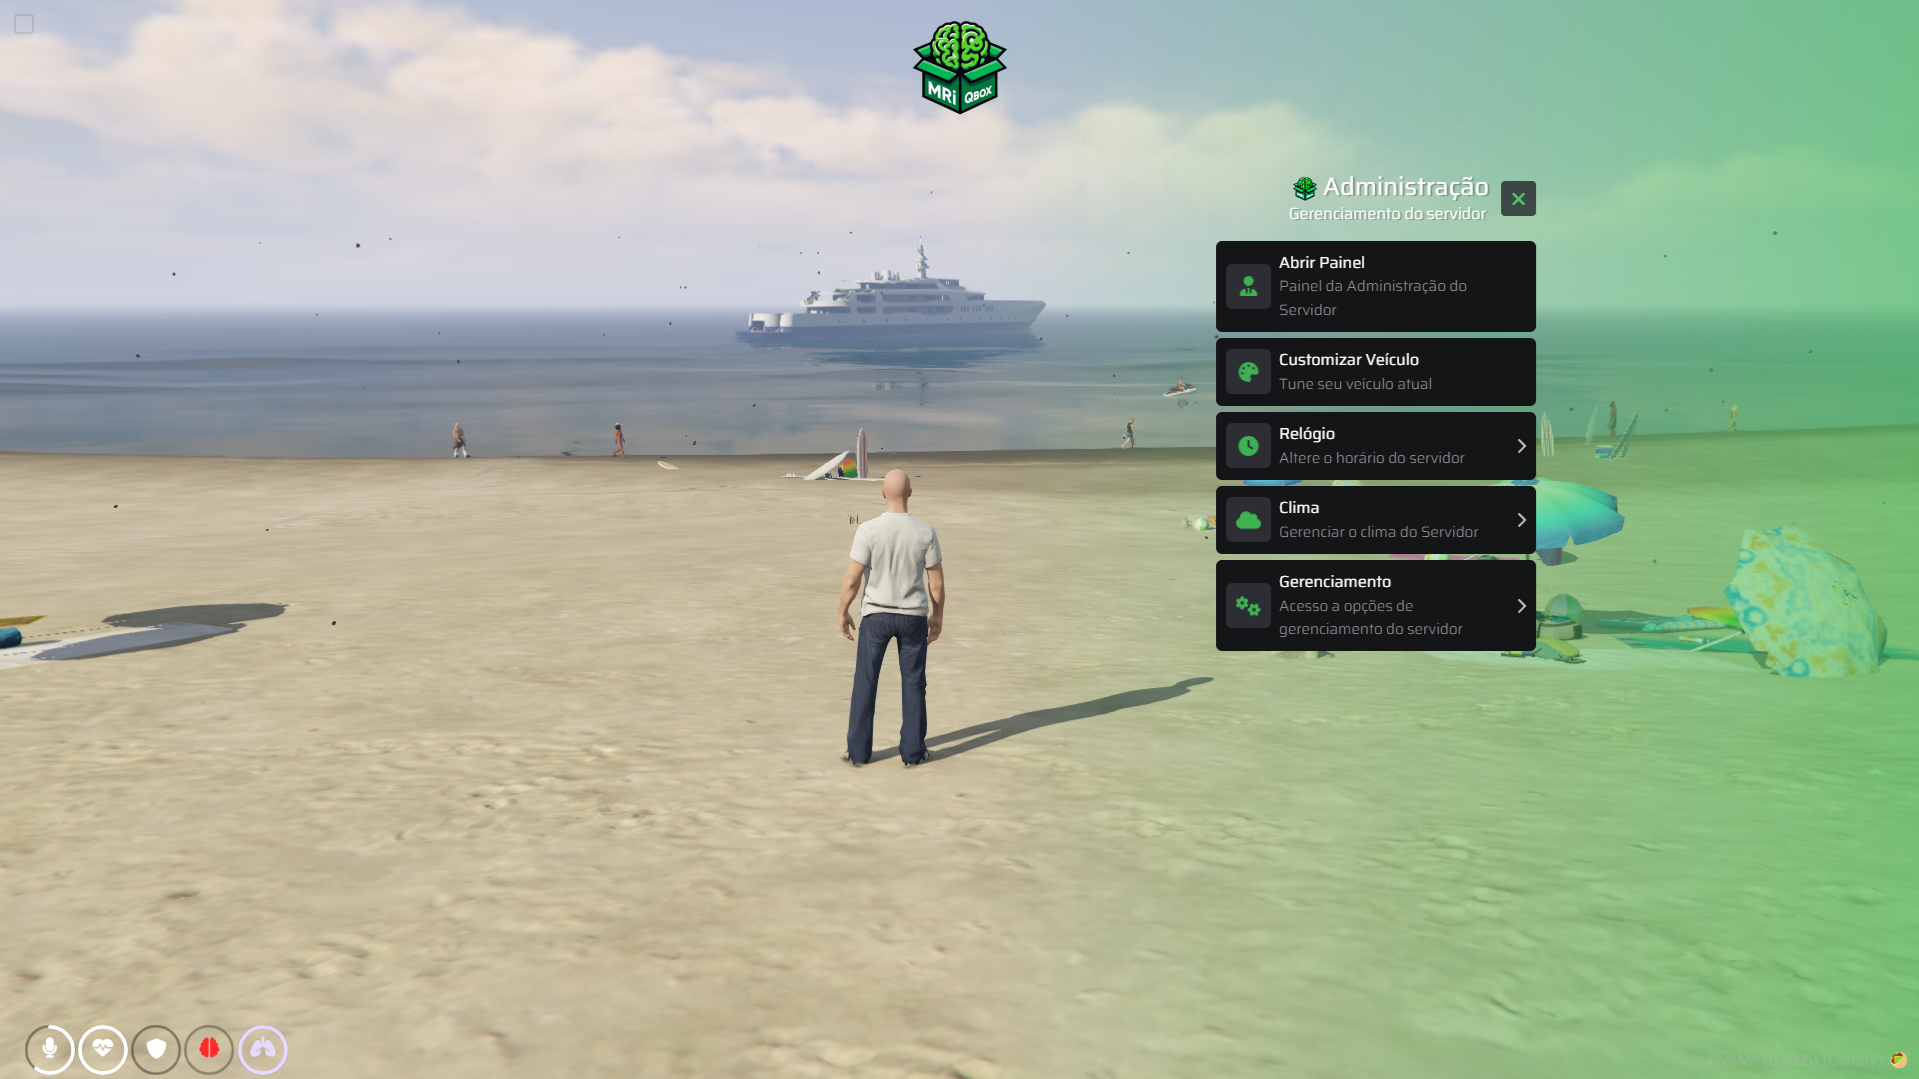 MRi QBOX
Administração
Gerenciamento do servidor
Abrir Painel
Painel da Administração do
Servidor
Customizar Veículo
Tune seu veículo atual
Relógio
Altere o horário do servidor
Clima
Gerenciar o clima do Servidor
Gerenciamento
Acesso a opções de
gerenciamento do servidor